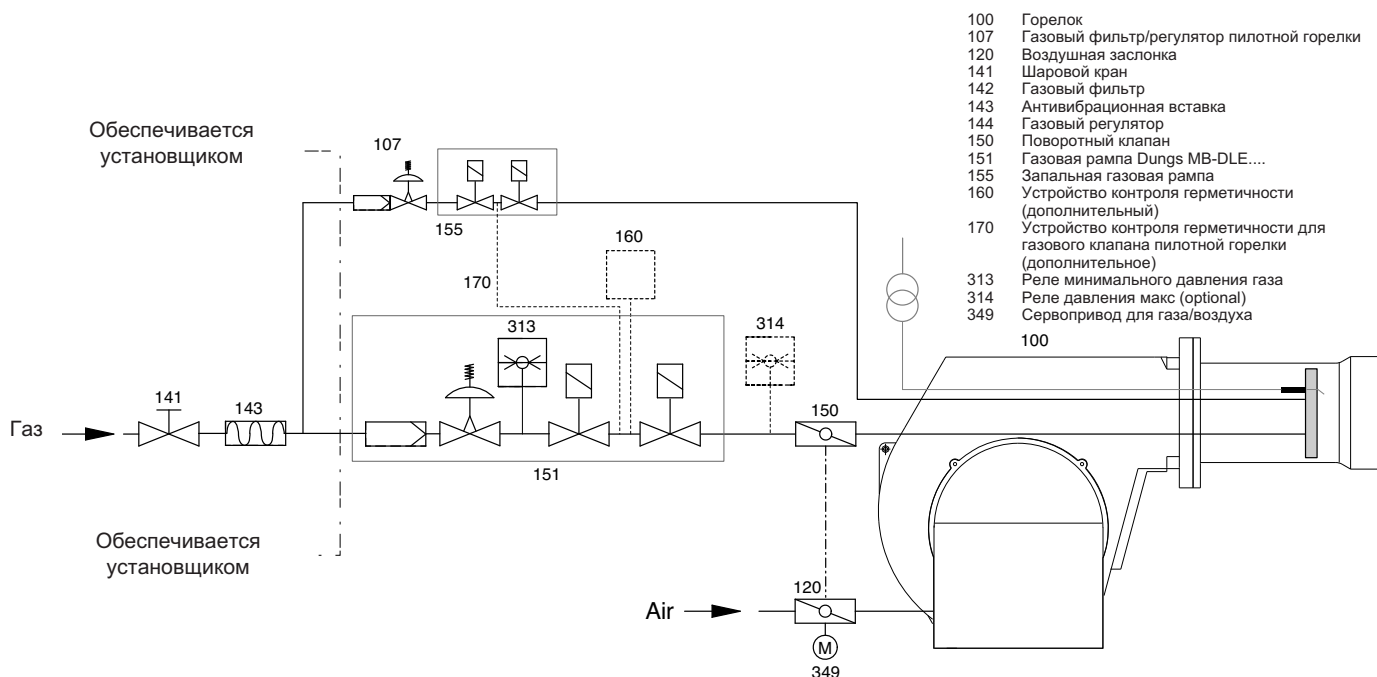 100 Горелок
107 Газовый фильтр/регулятор пилотной горелки
120 Воздушная заслонка
141 Шаровой кран
142 Газовый фильтр
143 Антивибрационная вставка
144 Газовый регулятор
150 Поворотный клапан
151 Газовая рампа Dungs MB-DLE....
155 Запальная газовая рампа
160 Устройство контроля герметичности
(дополнительный)
170 Устройство контроля герметичности для
газового клапана пилотной горелки
(дополнительное)
313 Реле минимального давления газа
314 Реле давления макс (optional)
349 Сервопривод для газа/воздуха
Обеспечивается
установщиком
107
155
160
170
313
314
100
141
143
150
Газ
151
Обеспечивается
установщиком
120
Air
M
349